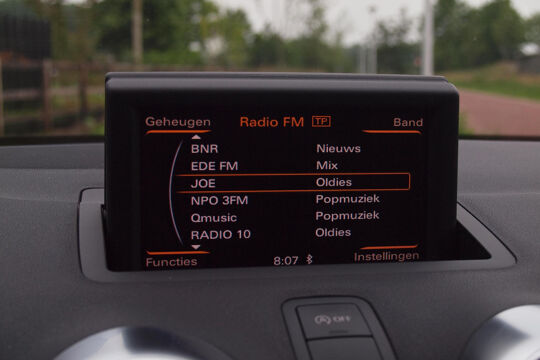 Geheugen Radio FM TP Band
BNR Nieuws
EDE FM Mix
JOE Oldies
NPO 3FM Popmuziek
Qmusic Popmuziek
RADIO 10 Oldies
Functies 8:07 Instellingen
A OFF